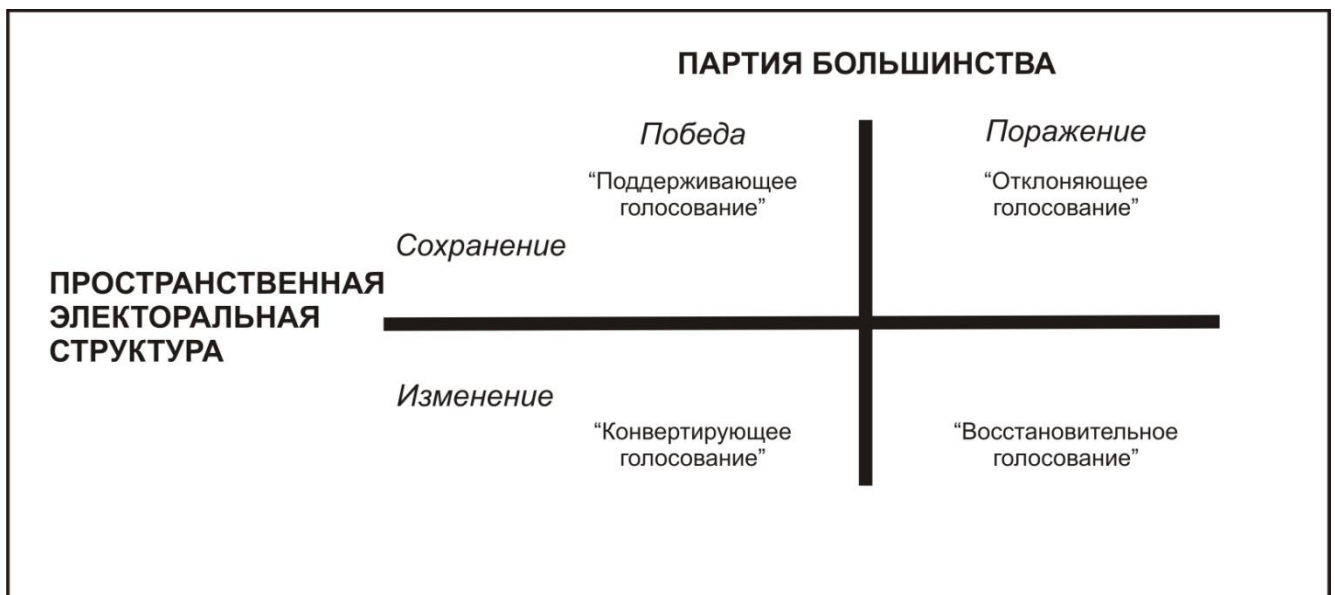 ПАРТИЯ БОЛЬШИНСТВА
Победа
Поражение
“Поддерживающее
голосование”
“Отклоняющее
голосование”
Сохранение
ПРОСТРАНСТВЕННАЯ
ЭЛЕКТОРАЛЬНАЯ
СТРУКТУРА
Изменение
“Конвертирующее
голосование”
“Восстановительное
голосование”